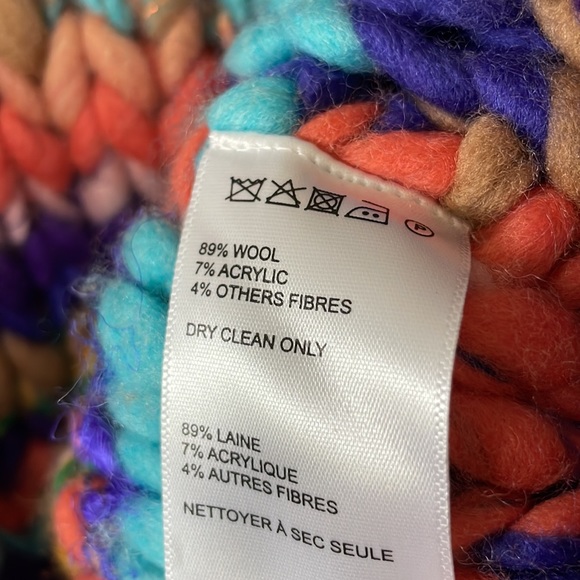 P
89% WOOL
7% ACRYLIC
4% OTHERS FIBRES
DRY CLEAN ONLY
89% LAINE
7% ACRYLIQUE
4% AUTRES FIBRES
NETTOYER À SEC SEULE